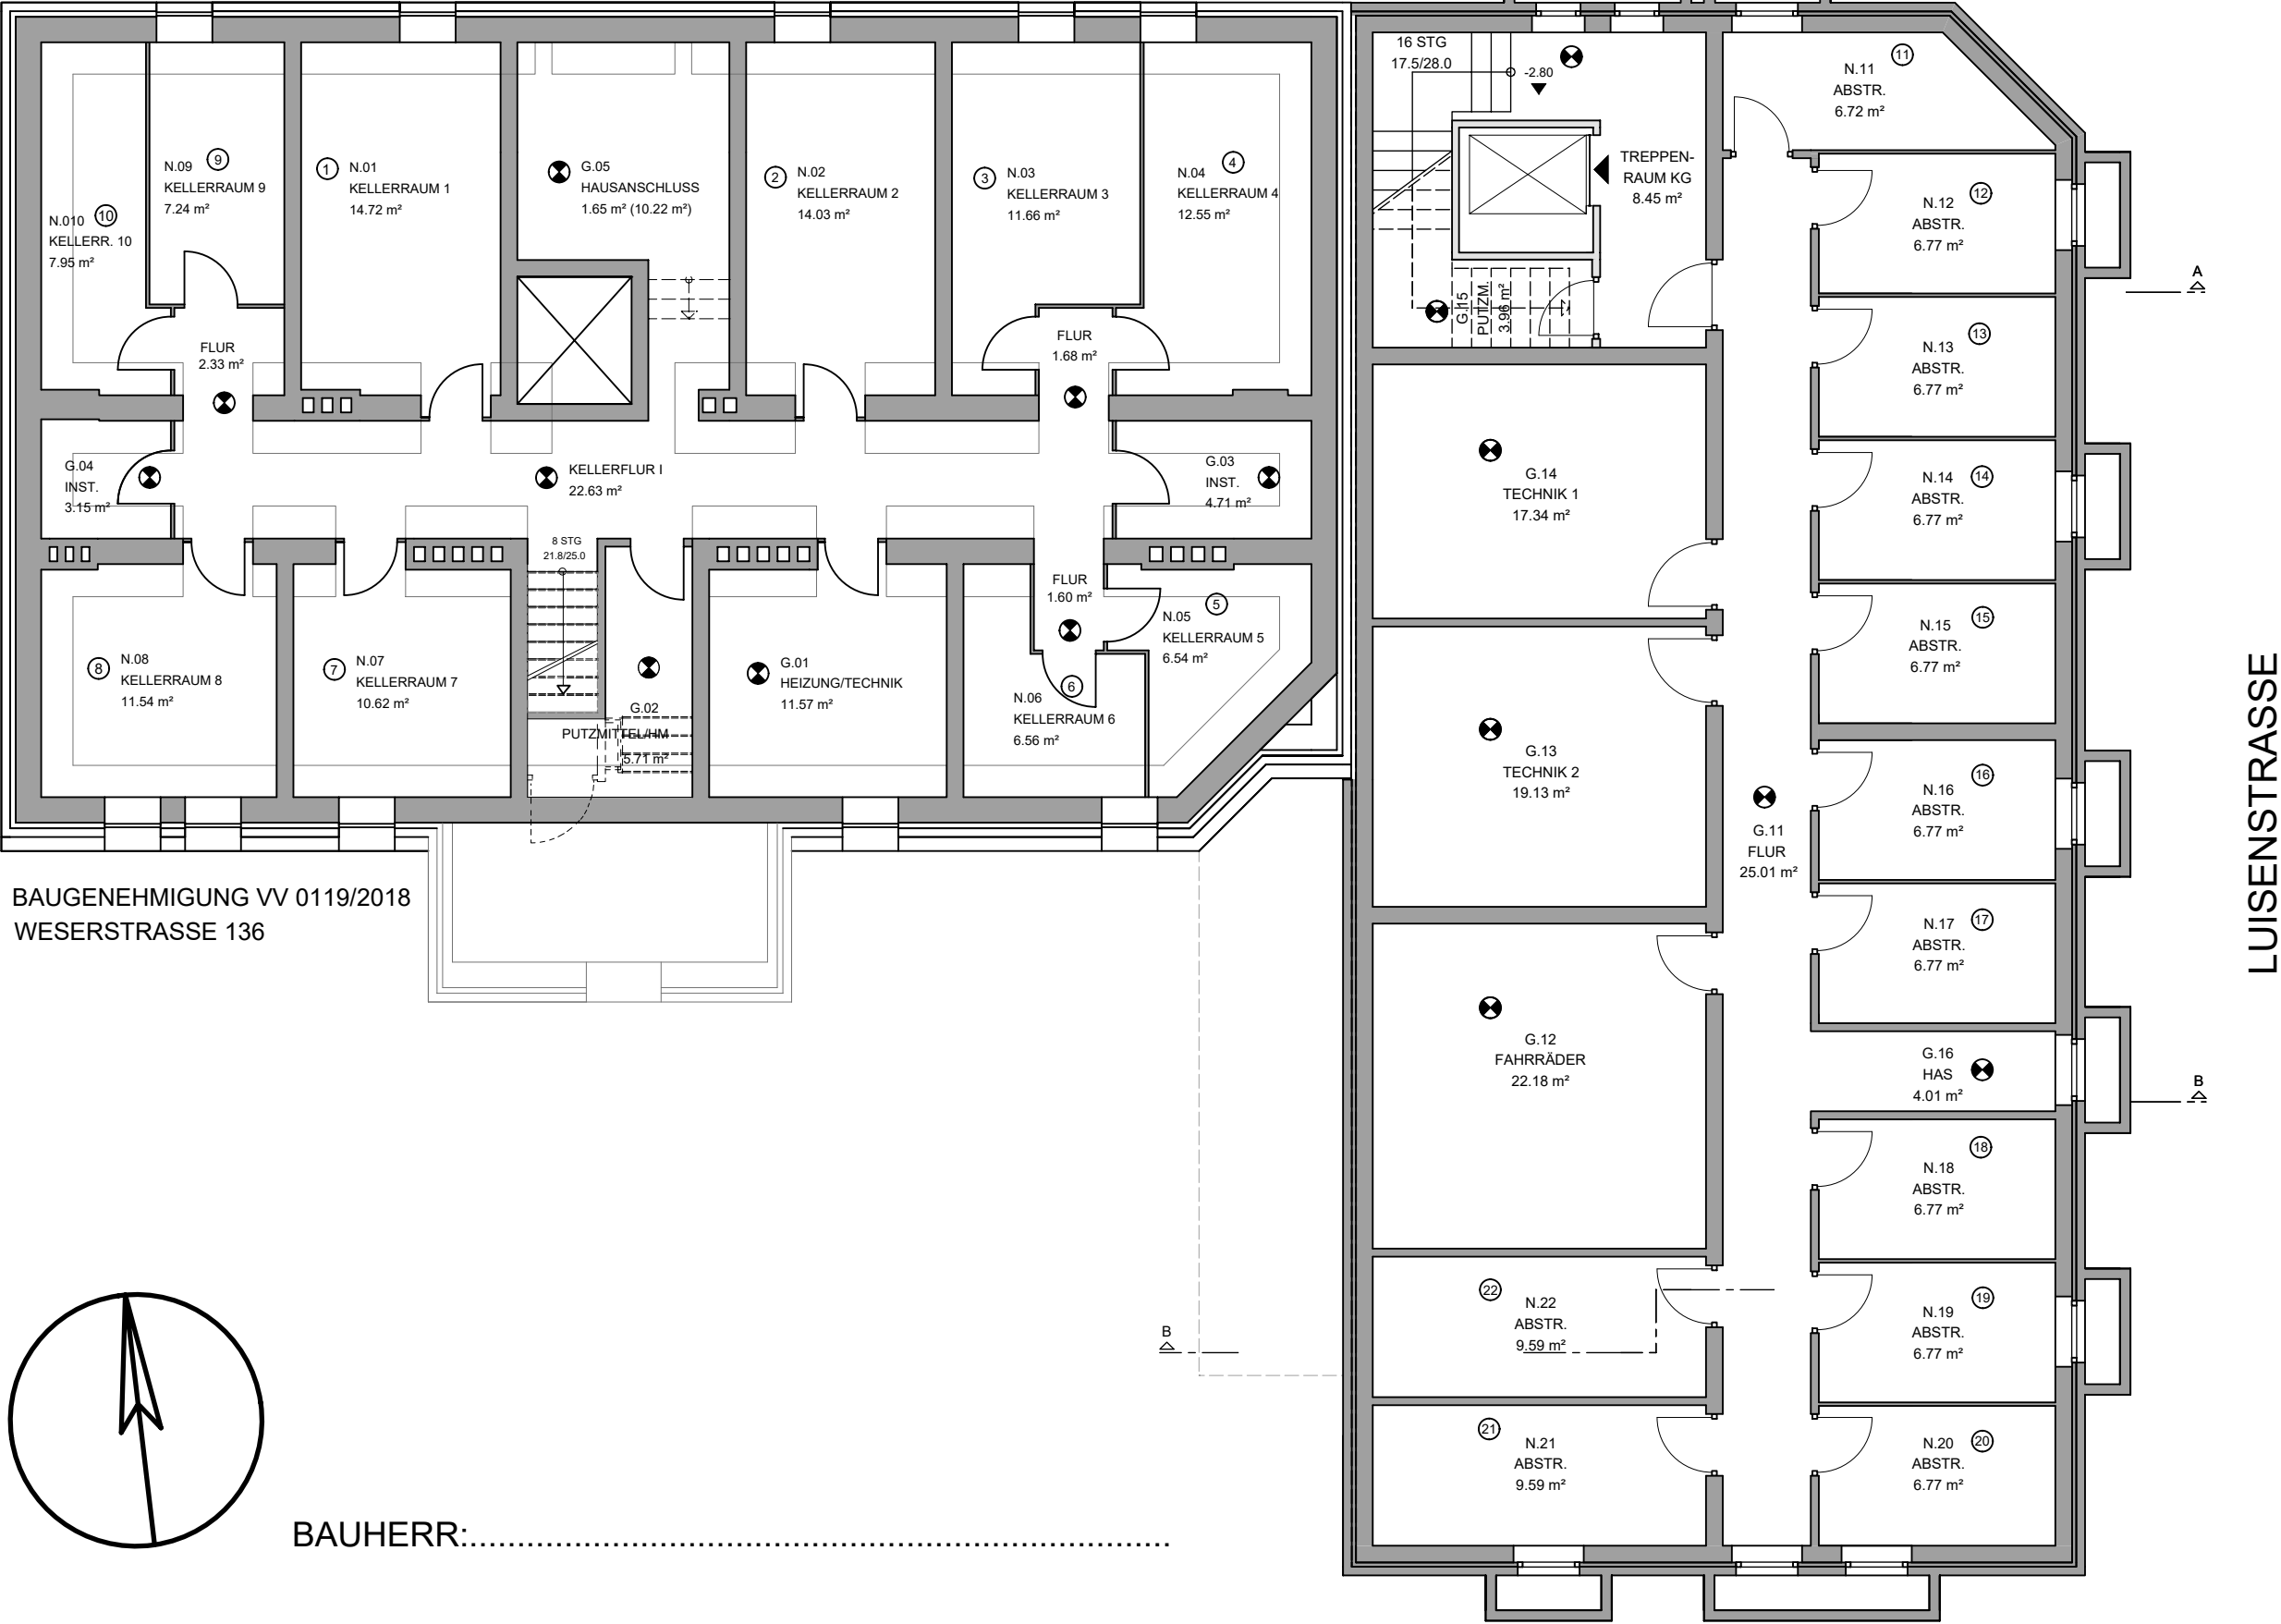 N.09
9
KELLERRAUM 9
7.24 m²
N.010
10
KELLERR. 10
7.95 m²
1
N.01
KELLERRAUM 1
14.72 m²
G.05
HAUSANSCHLUSS
1.65 m² (10.22 m²)
2
N.02
KELLERRAUM 2
14.03 m²
3
N.03
KELLERRAUM 3
11.66 m²
4
N.04
KELLERRAUM 4
12.55 m²
FLUR
2.33 m²
FLUR
1.68 m²
G.04
INST.
3.15 m²
KELLERFLUR I
22.63 m²
G.03
INST.
4.71 m²
8 STG
21.8/25.0
8
N.08
KELLERRAUM 8
11.54 m²
7
N.07
KELLERRAUM 7
10.62 m²
G.02
PUTZMITTEL/HM
5.71 m²
G.01
HEIZUNG/TECHNIK
11.57 m²
FLUR
1.60 m²
5
N.05
KELLERRAUM 5
6.54 m²
6
N.06
KELLERRAUM 6
6.56 m²
BAUGENEHMIGUNG VV 0119/2018
WESERSTRASSE 136
16 STG
17.5/28.0
-2.80
TREPPEN-
RAUM KG
8.45 m²
G.15
PUTZM.
3.96 m²
11
N.11
ABSTR.
6.72 m²
12
N.12
ABSTR.
6.77 m²
A
13
N.13
ABSTR.
6.77 m²
G.14
TECHNIK 1
17.34 m²
14
N.14
ABSTR.
6.77 m²
15
N.15
ABSTR.
6.77 m²
G.13
TECHNIK 2
19.13 m²
16
N.16
ABSTR.
6.77 m²
G.11
FLUR
25.01 m²
17
N.17
ABSTR.
6.77 m²
LUISENSTRASSE
G.12
FAHRRÄDER
22.18 m²
G.16
HAS
4.01 m²
B
18
N.18
ABSTR.
6.77 m²
22
N.22
ABSTR.
9.59 m²
19
N.19
ABSTR.
6.77 m²
B
21
N.21
ABSTR.
9.59 m²
20
N.20
ABSTR.
6.77 m²
BAUHERR:......................................................................